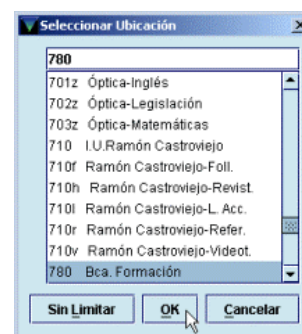 Seleccionar Ubicación
780
701z Óptica-Inglés
702z Óptica-Legislación
703z Óptica-Matemáticas
710 I.U.Ramón Castroviejo
710f Ramón Castroviejo-Foll.
710h Ramón Castroviejo-Revist.
710l Ramón Castroviejo-L. Acc.
710r Ramón Castroviejo-Refer.
710v Ramón Castroviejo-Videot.
780 Bca. Formación
Sin Limitar OK Cancelar